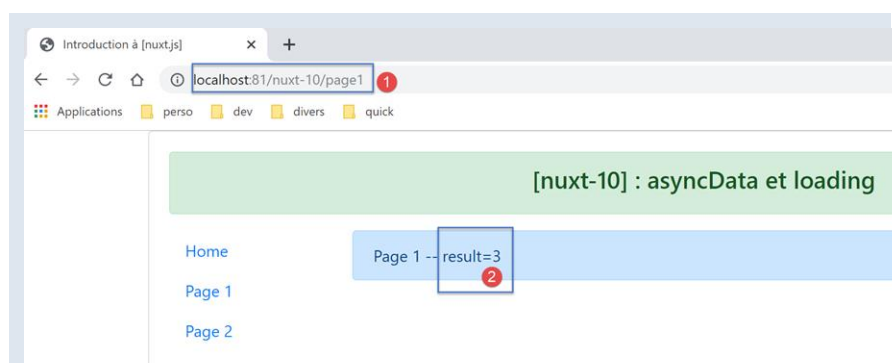 Introduction à [nuxt.js]
localhost:81/nuxt-10/page1 1
Applications perso dev divers quick
[nuxt-10] : asyncData et loading
Home
Page 1 -- result=3
2
Page 1
Page 2